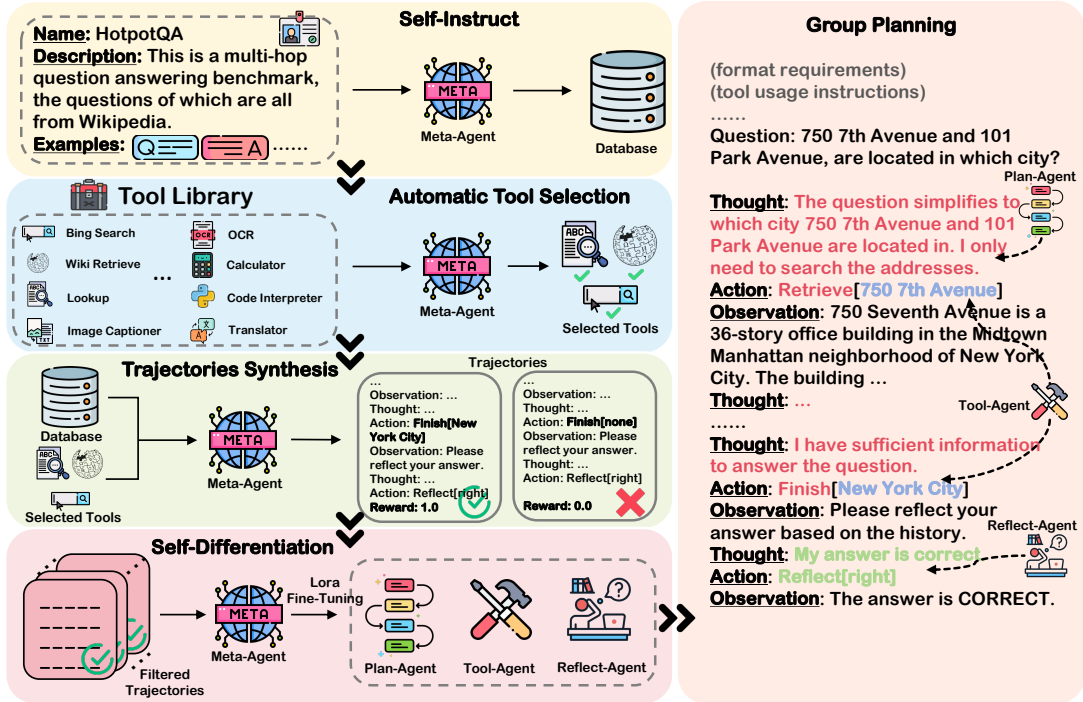 Self-Instruct
Name: HotpotQA
Description: This is a multi-hop
question answering benchmark,
the questions of which are all
from Wikipedia.
Examples: Q A ......
META
Meta-Agent
Database
Tool Library
Bing Search
OCR
OCR
Wiki Retrieve
...
Calculator
ABC
Lookup
Code Interpreter
TXT
Image Captioner
Translator
Automatic Tool Selection
META
Meta-Agent
ABC
Selected Tools
Trajectories Synthesis
Database
ABC
Selected Tools
META
Meta-Agent
Trajectories
...
Observation: ...
Thought: ...
Action: Finish[New
York City]
Observation: Please
reflect your answer.
Thought: ...
Action: Reflect[right]
Reward: 1.0
...
Observation: ...
Thought: ...
Action: Finish[none]
Observation: Please
reflect your answer.
Thought: ...
Action: Reflect[right]
Reward: 0.0
Self-Differentiation
Filtered
Trajectories
META
Meta-Agent
Lora
Fine-Tuning
Plan-Agent
Tool-Agent
?
Reflect-Agent
Group Planning
(format requirements)
(tool usage instructions)
......
Question: 750 7th Avenue and 101
Park Avenue, are located in which city?
Plan-Agent
Thought: The question simplifies to
which city 750 7th Avenue and 101
Park Avenue are located in. I only
need to search the addresses.
Action: Retrieve[750 7th Avenue]
Observation: 750 Seventh Avenue is a
36-story office building in the Midtown
Manhattan neighborhood of New York
City. The building ...
Thought: ...
Tool-Agent
......
Thought: I have sufficient information
to answer the question.
Action: Finish[New York City]
Observation: Please reflect your
answer based on the history.
Reflect-Agent
?
Thought: My answer is correct
Action: Reflect[right]
Observation: The answer is CORRECT.